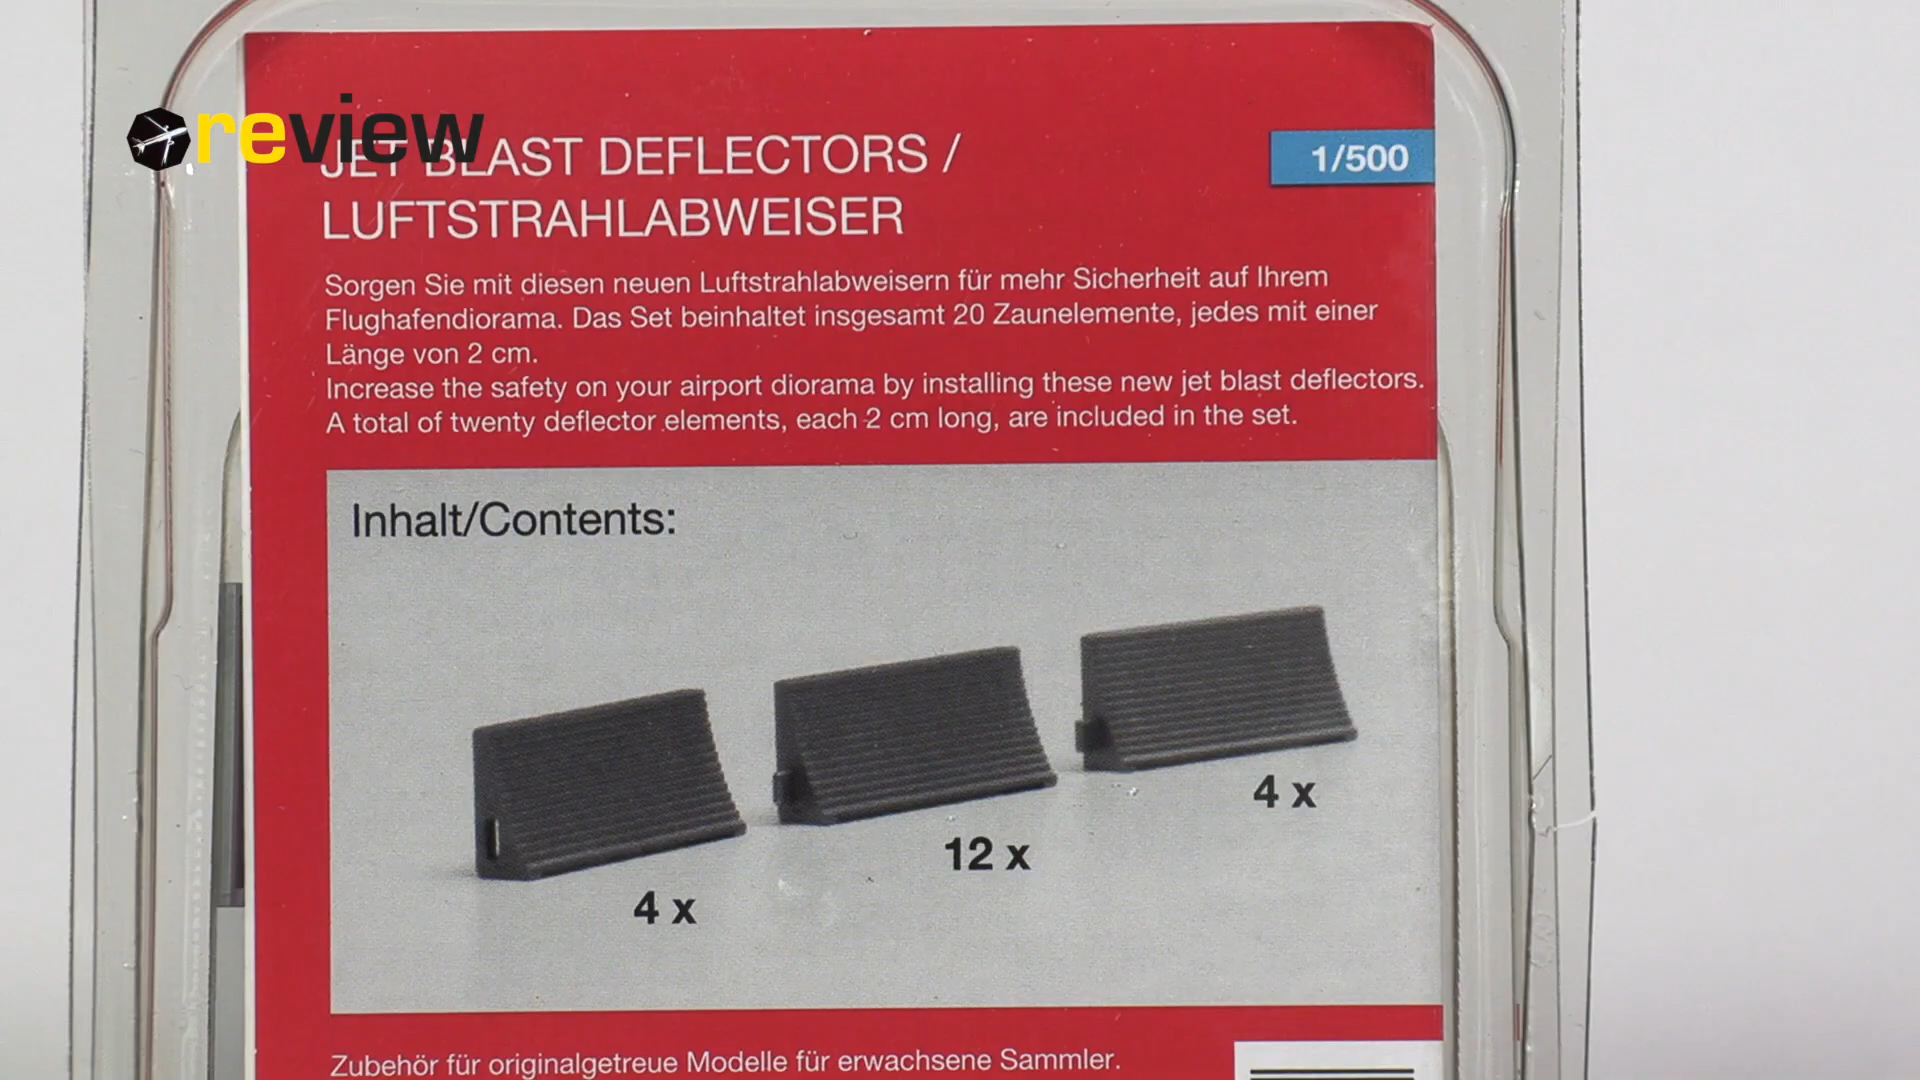 review
JET BLAST DEFLECTORS /
LUFTSTRAHLABWEISER
1/500
Sorgen Sie mit diesen neuen Luftstrahlabweisern für mehr Sicherheit auf Ihrem
Flughafendiorama. Das Set beinhaltet insgesamt 20 Zaunelemente, jedes mit einer
Länge von 2 cm.
Increase the safety on your airport diorama by installing these new jet blast deflectors.
A total of twenty deflector elements, each 2 cm long, are included in the set.
Inhalt/Contents:
4 x
12 x
4 x
Zubehör für originalgetreue Modelle für erwachsene Sammler.